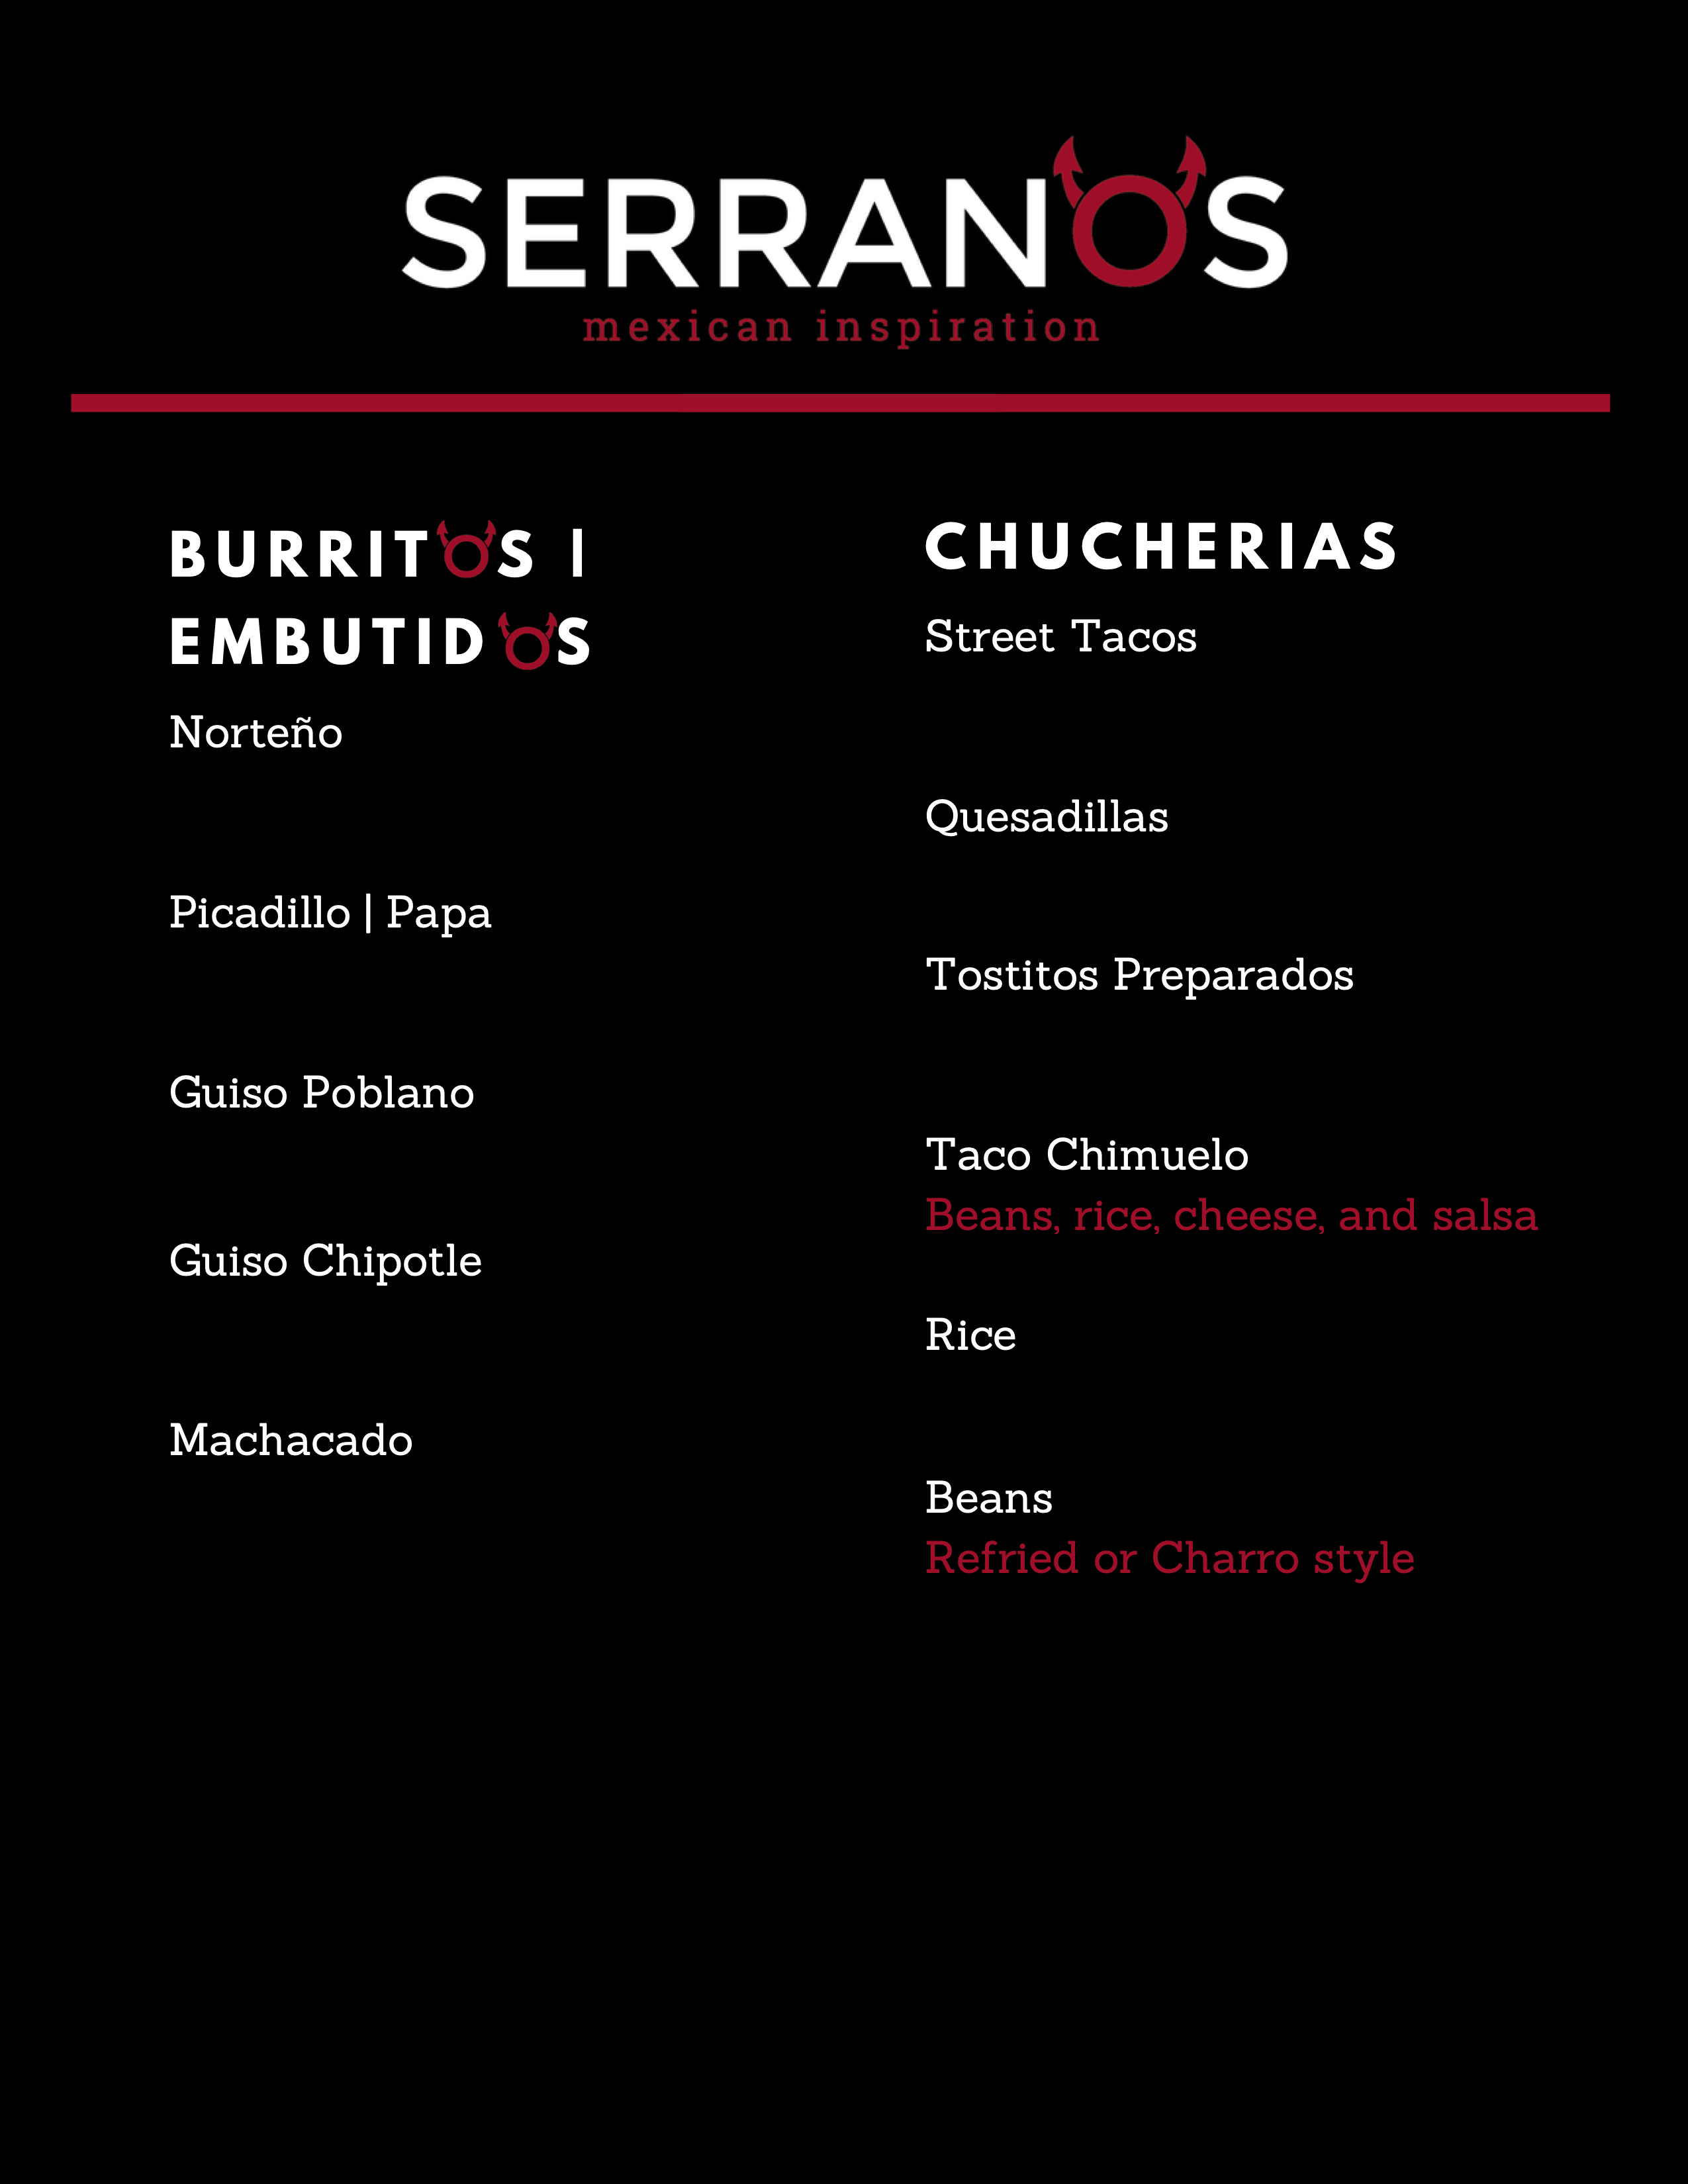 SERRANOS
mexican inspiration
BURRITOS |
EMBUTIDOS
Norteño
Picadillo | Papa
Guiso Poblano
Guiso Chipotle
Machacado
CHUCHERIAS
Street Tacos
Quesadillas
Tostitos Preparados
Taco Chimuelo
Beans, rice, cheese, and salsa
Rice
Beans
Refried or Charro style